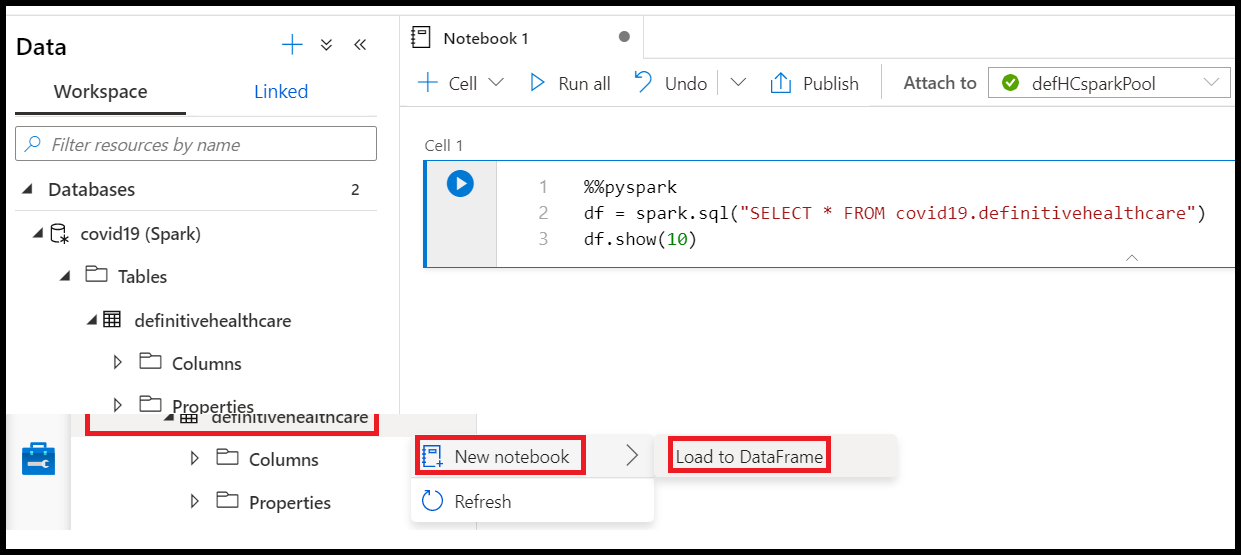 Data
Workspace Linked
Filter resources by name
Databases 2
covid19 (Spark)
Tables
definitivehealthcare
Columns
Properties
Notebook 1
Cell Run all Undo Publish Attach to defHCsparkPool
Cell 1
1 %%pyspark
2 df = spark.sql("SELECT * FROM covid19.definitivehealthcare")
3 df.show(10)
definitivehealthcare
Columns
Properties
New notebook
Refresh
Load to DataFrame